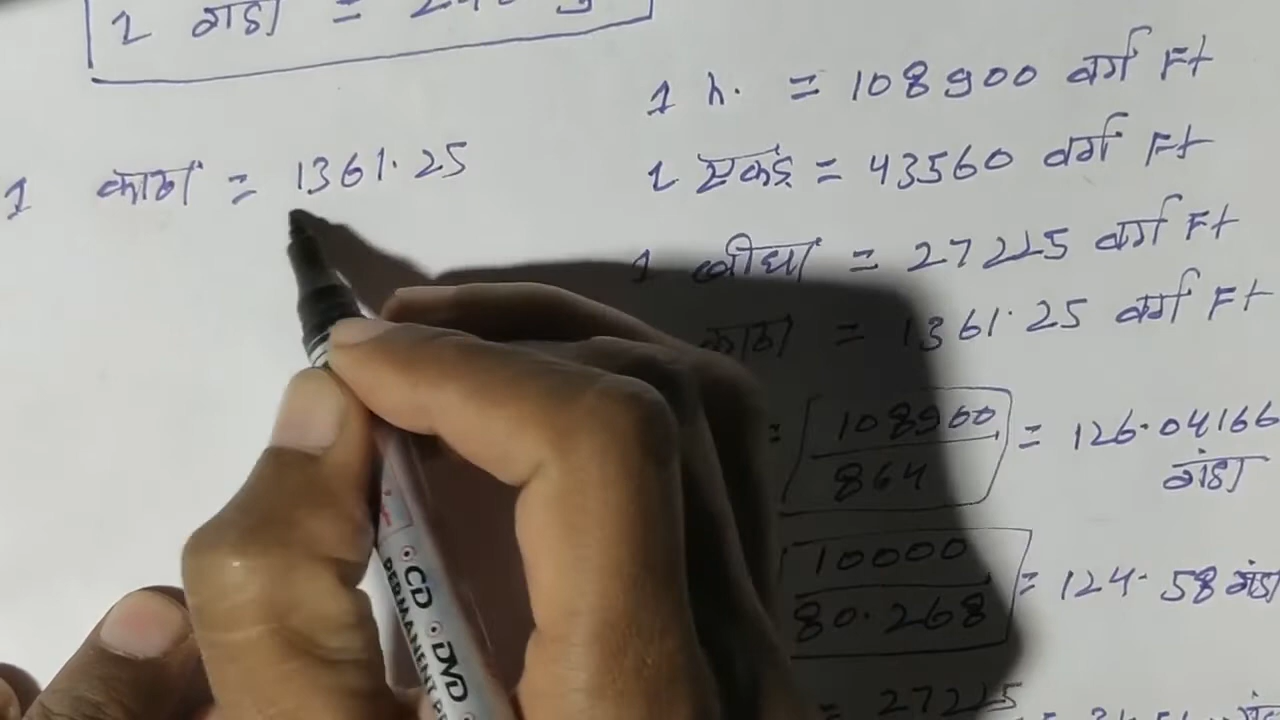 1 गंडा =
1 h. = 108900 वर्ग Ft
1 काठा = 1361.25
1 एकड़ = 43560 वर्ग Ft
1 बीघा = 27225 वर्ग Ft
काठा = 1361.25 वर्ग Ft
= 108900 / 864 = 126.04166 गंडा
10000 / 80.268 = 124.58 गंडा
= 27225
CD DVD
PERMANENT